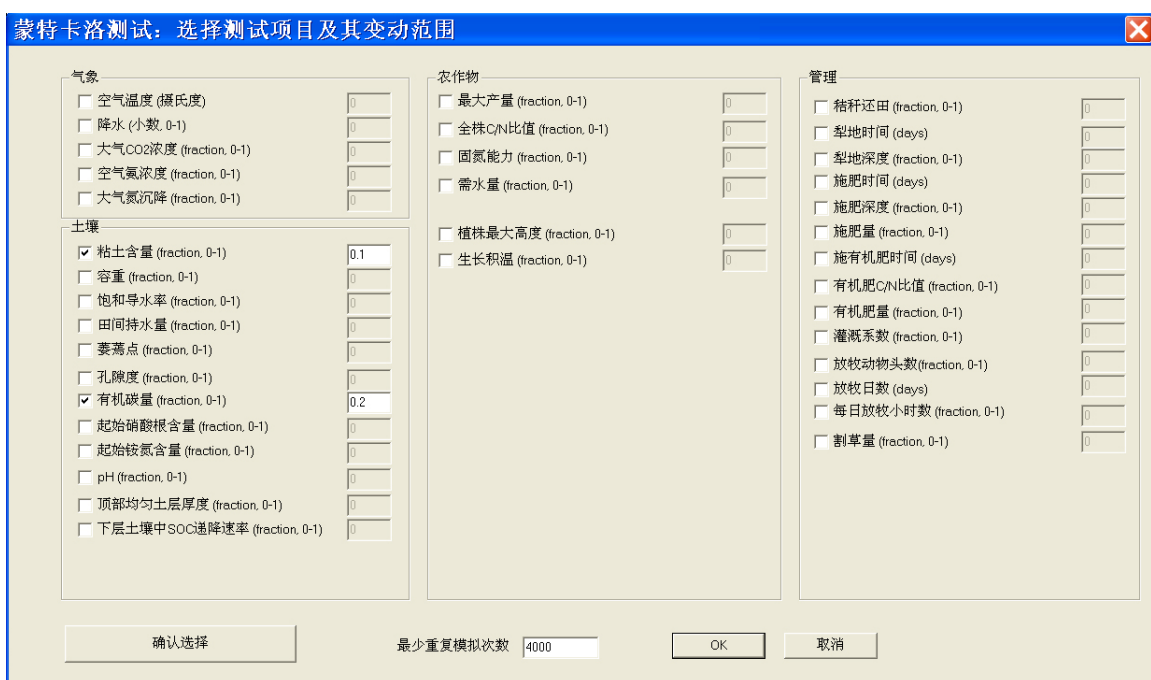 蒙特卡洛测试：选择测试项目及其变动范围
气象
空气温度 (摄氏度) 0
降水 (小数, 0-1) 0
大气CO2浓度 (fraction, 0-1) 0
空气氨浓度 (fraction, 0-1) 0
大气氮沉降 (fraction, 0-1) 0
土壤
粘土含量 (fraction, 0-1) 0.1
容重 (fraction, 0-1) 0
饱和导水率 (fraction, 0-1) 0
田间持水量 (fraction, 0-1) 0
萎蔫点 (fraction, 0-1) 0
孔隙度 (fraction, 0-1) 0
有机碳量 (fraction, 0-1) 0.2
起始硝酸根含量 (fraction, 0-1) 0
起始铵氮含量 (fraction, 0-1) 0
pH (fraction, 0-1) 0
顶部均匀土层厚度 (fraction, 0-1) 0
下层土壤中SOC递降速率 (fraction, 0-1) 0
农作物
最大产量 (fraction, 0-1) 0
全株C/N比值 (fraction, 0-1) 0
固氮能力 (fraction, 0-1) 0
需水量 (fraction, 0-1) 0
植株最大高度 (fraction, 0-1) 0
生长积温 (fraction, 0-1) 0
管理
秸秆还田 (fraction, 0-1) 0
犁地时间 (days) 0
犁地深度 (fraction, 0-1) 0
施肥时间 (days) 0
施肥深度 (fraction, 0-1) 0
施肥量 (fraction, 0-1) 0
施有机肥时间 (days) 0
有机肥C/N比值 (fraction, 0-1) 0
有机肥量 (fraction, 0-1) 0
灌溉系数 (fraction, 0-1) 0
放牧动物头数(fraction, 0-1) 0
放牧日数 (days) 0
每日放牧小时数 (fraction, 0-1) 0
割草量 (fraction, 0-1) 0
确认选择 最少重复模拟次数 4000 OK 取消